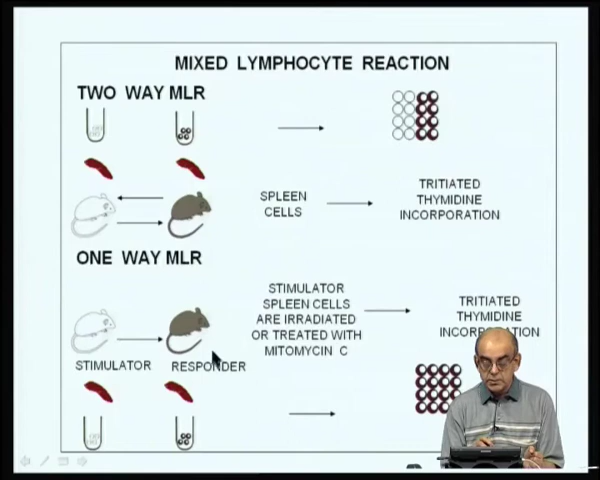 MIXED LYMPHOCYTE REACTION
TWO WAY MLR
SPLEEN
CELLS
TRITIATED
THYMIDINE
INCORPORATION
ONE WAY MLR
STIMULATOR
RESPONDER
STIMULATOR
SPLEEN CELLS
ARE IRRADIATED
OR TREATED WITH
MITOMYCIN C
TRITIATED
THYMIDINE
INCORPORATION